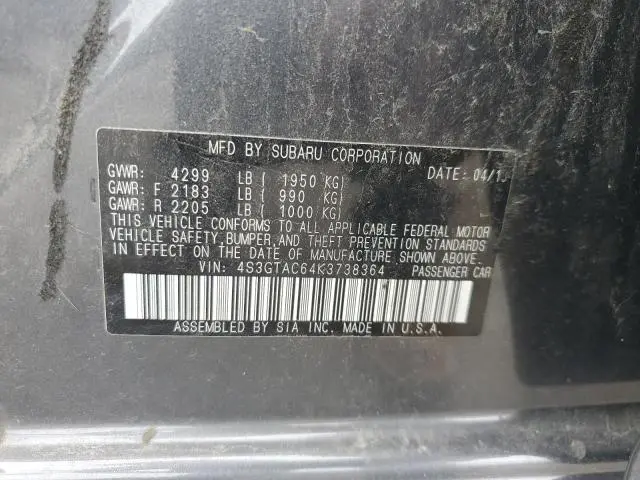 MFD BY SUBARU CORPORATION DATE: 04/1
GVWR: 4299 LB ( 1950 KG)
GAWR: F 2183 LB ( 990 KG)
GAWR: R 2205 LB ( 1000 KG)
THIS VEHICLE CONFORMS TO ALL APPLICABLE FEDERAL MOTOR
VEHICLE SAFETY, BUMPER, AND THEFT PREVENTION STANDARDS
IN EFFECT ON THE DATE OF MANUFACTURE SHOWN ABOVE.
VIN: 4S3GTAC64K3738364 PASSENGER CAR
ASSEMBLED BY SIA INC. MADE IN U.S.A.